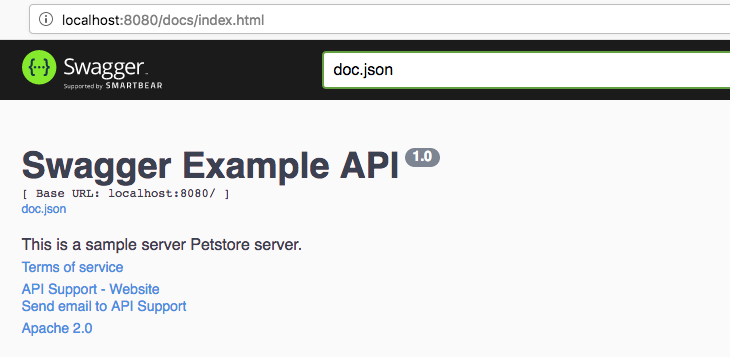 localhost:8080/docs/index.html
Swagger
Supported by SMARTBEAR
doc.json
Swagger Example API 1.0
[ Base URL: localhost:8080/ ]
doc.json
This is a sample server Petstore server.
Terms of service
API Support - Website
Send email to API Support
Apache 2.0